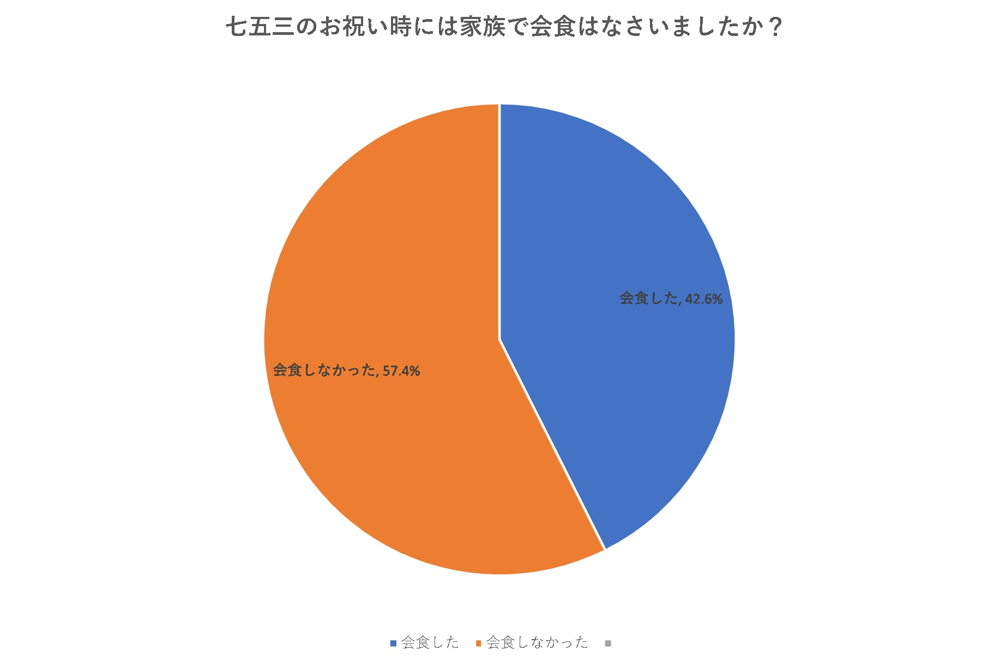 七五三のお祝い時には家族で会食はなさいましたか？
会食した, 42.6%
会食しなかった, 57.4%
会食した 会食しなかった